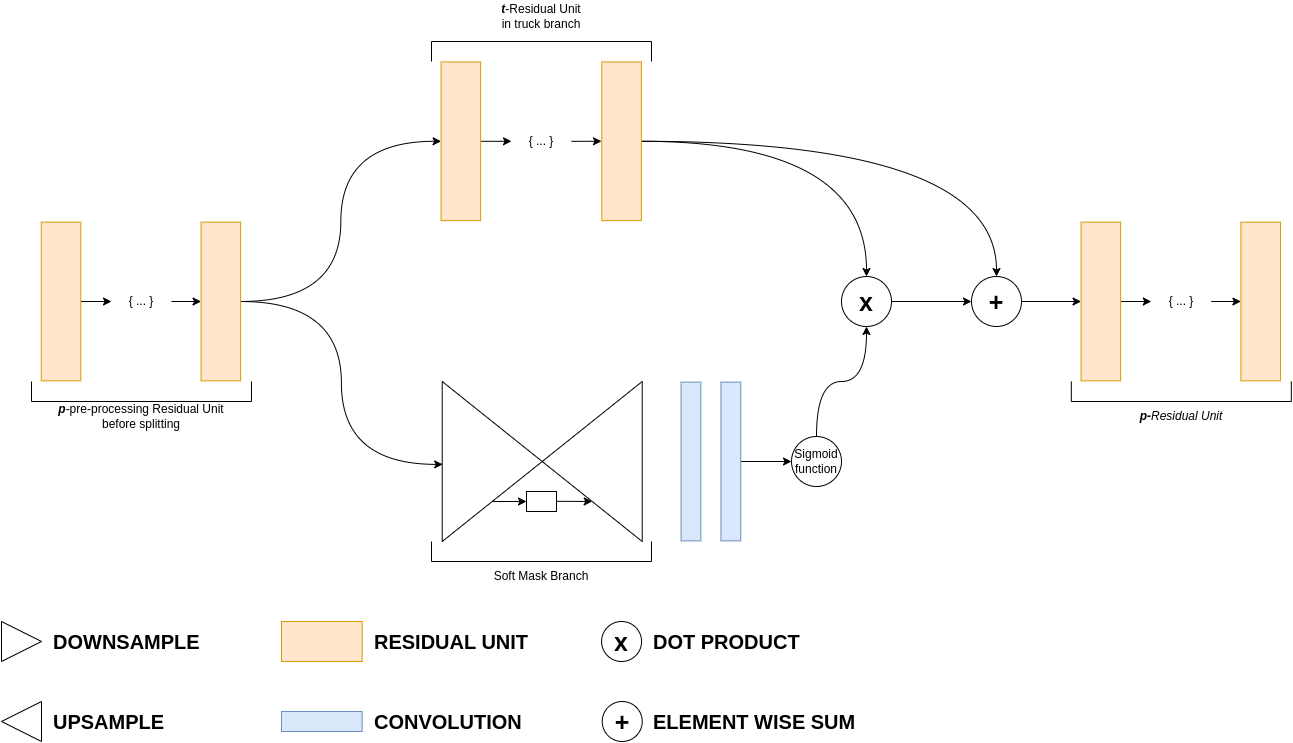 t-Residual Unit
in truck branch
{ ... }
{ ... }
x
+
{ ... }
p-pre-processing Residual Unit
before splitting
p-Residual Unit
Sigmoid
function
Soft Mask Branch
DOWNSAMPLE
RESIDUAL UNIT
x
DOT PRODUCT
UPSAMPLE
CONVOLUTION
+
ELEMENT WISE SUM